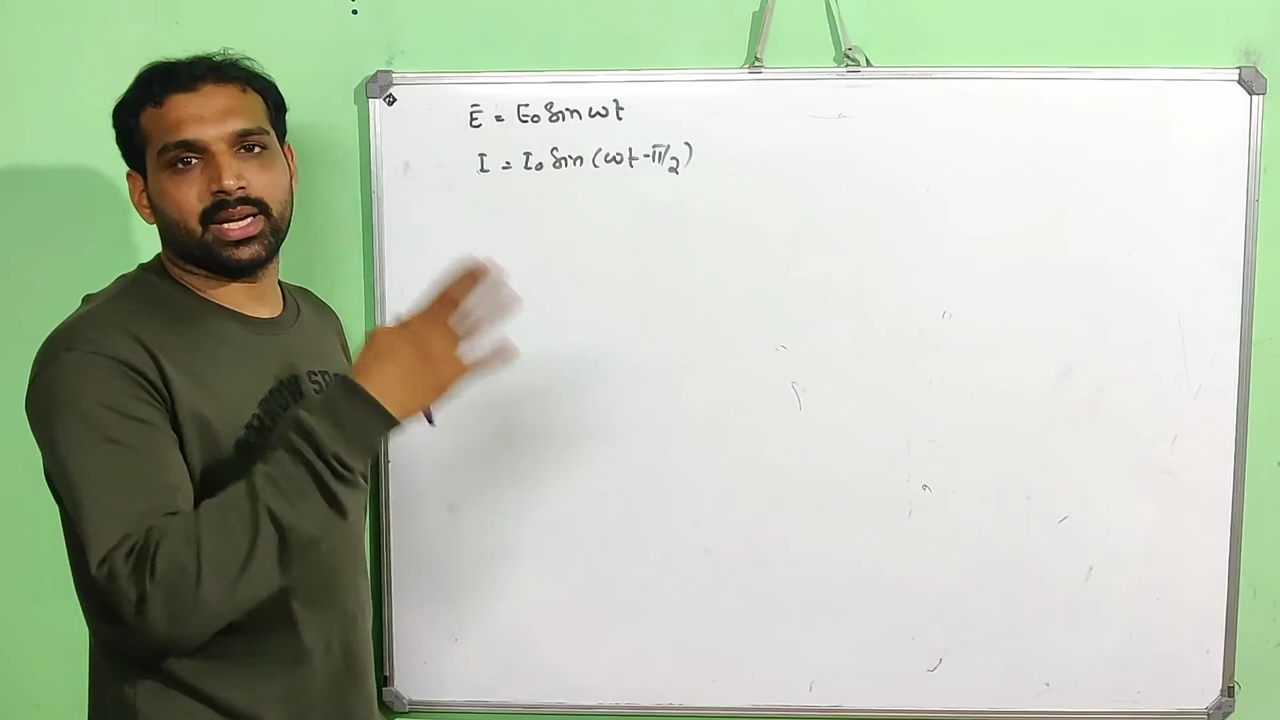 E = E₀ Sin ωt
I = I₀ Sin (ωt - π/2)